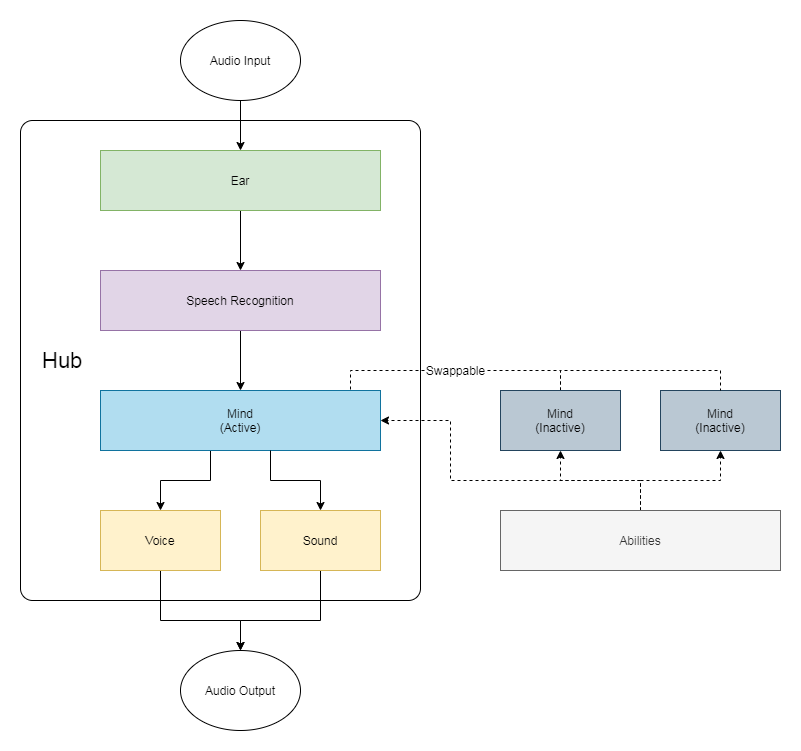 Audio Input
Ear
Speech Recognition
Hub
Swappable
Mind
(Active)
Mind
(Inactive)
Mind
(Inactive)
Voice
Sound
Abilities
Audio Output